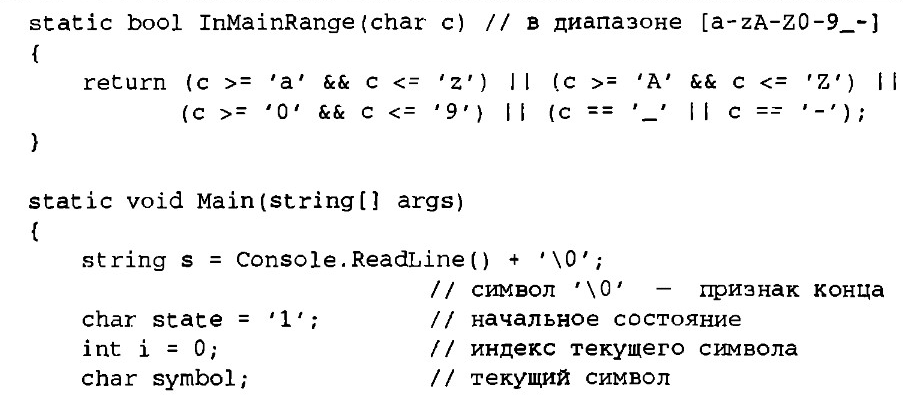 static bool InMainRange(char c) // в диапазоне [a-zA-Z0-9_-]
{
return (c >= 'a' && c <= 'z') || (c >= 'A' && c <= 'Z') ||
(c >= '0' && c <= '9') || (c == '_' || c == '-');
}
static void Main(string[] args)
{
string s = Console.ReadLine() + '\0';
// символ '\0' — признак конца
char state = '1'; // начальное состояние
int i = 0; // индекс текущего символа
char symbol; // текущий символ